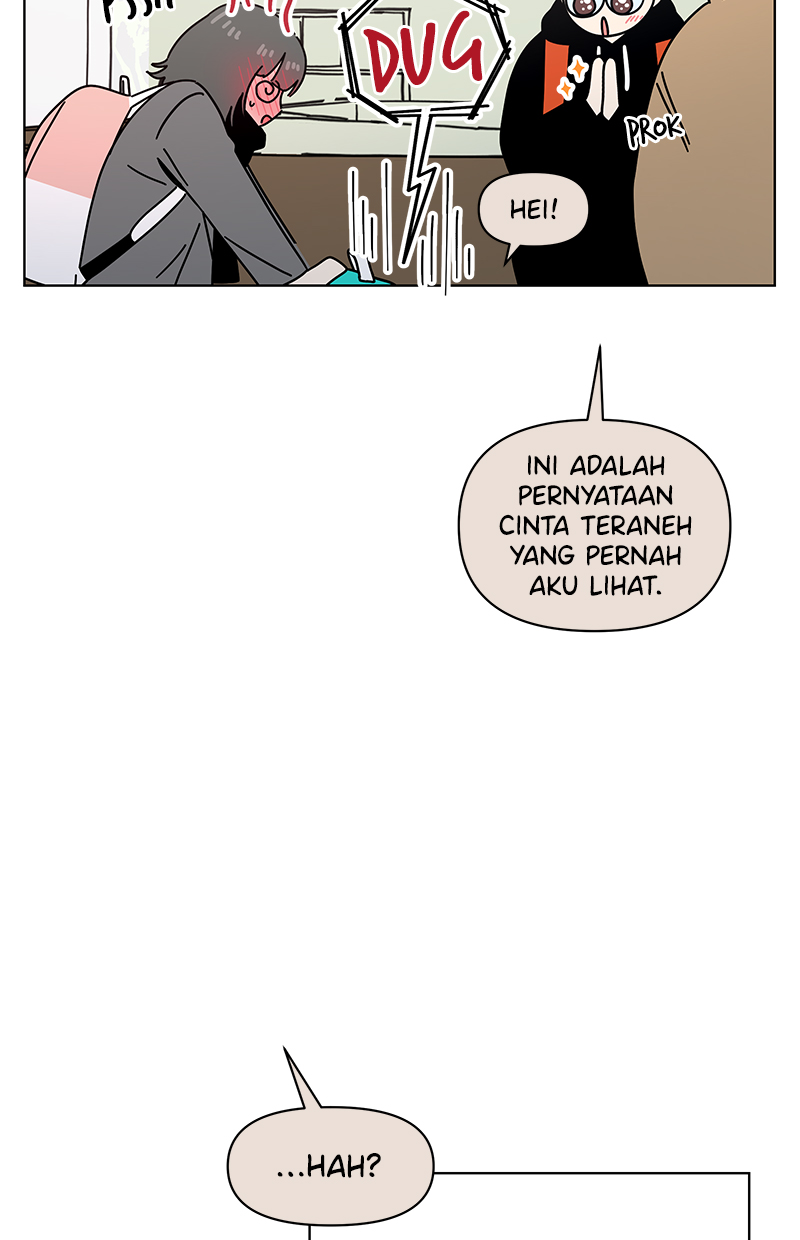 DUG
PROK
HEI!
INI ADALAH
PERNYATAAN
CINTA TERANEH
YANG PERNAH
AKU LIHAT.
...HAH?